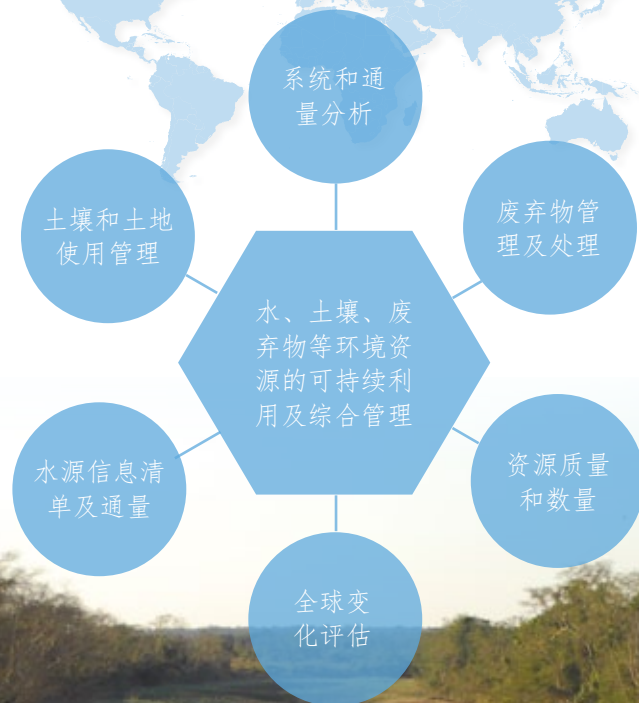 系统和通
量分析
土壤和土地
使用管理
废弃物管
理及处理
水、土壤、废
弃物等环境资
源的可持续利
用及综合管理
水源信息清
单及通量
资源质量
和数量
全球变
化评估